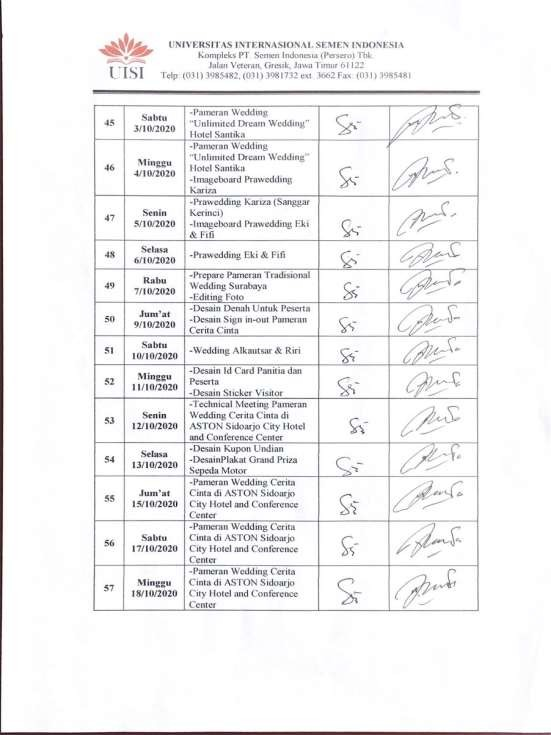 UISI
UNIVERSITAS INTERNASIONAL SEMEN INDONESIA
Kompleks PT. Semen Indonesia (Persero) Tbk.
Jalan Veteran, Gresik, Jawa Timur 61122
Telp: (031) 3985482, (031) 3981732 ext. 3662 Fax: (031) 3985481
45
Sabtu
3/10/2020
-Pameran Wedding
“Unlimited Dream Wedding”
Hotel Santika
46
Minggu
4/10/2020
-Pameran Wedding
“Unlimited Dream Wedding”
Hotel Santika
-Imageboard Prawedding
Kariza
47
Senin
5/10/2020
-Prawedding Kariza (Sanggar
Kerinci)
-Imageboard Prawedding Eki
& Fifi
48
Selasa
6/10/2020
-Prawedding Eki & Fifi
49
Rabu
7/10/2020
-Prepare Pameran Tradisional
Wedding Surabaya
-Editing Foto
50
Jum’at
9/10/2020
-Desain Denah Untuk Peserta
-Desain Sign in-out Pameran
Cerita Cinta
51
Sabtu
10/10/2020
-Wedding Alkautsar & Riri
52
Minggu
11/10/2020
-Desain Id Card Panitia dan
Peserta
-Desain Sticker Visitor
53
Senin
12/10/2020
-Technical Meeting Pameran
Wedding Cerita Cinta di
ASTON Sidoarjo City Hotel
and Conference Center
54
Selasa
13/10/2020
-Desain Kupon Undian
-DesainPlakat Grand Priza
Sepeda Motor
55
Jum’at
15/10/2020
-Pameran Wedding Cerita
Cinta di ASTON Sidoarjo
City Hotel and Conference
Center
56
Sabtu
17/10/2020
-Pameran Wedding Cerita
Cinta di ASTON Sidoarjo
City Hotel and Conference
Center
57
Minggu
18/10/2020
-Pameran Wedding Cerita
Cinta di ASTON Sidoarjo
City Hotel and Conference
Center